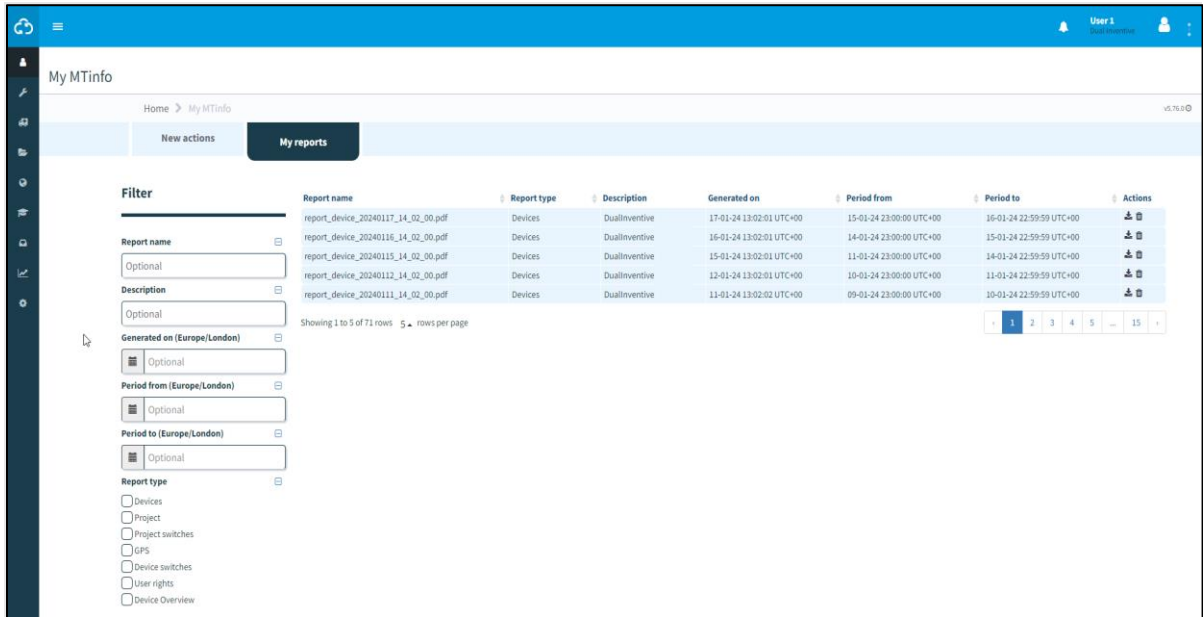 User 1
Dual Inventive
My MTinfo
Home > My MTinfo
v5.76.0
New actions
My reports
Filter
Report name
Optional
Description
Optional
Generated on (Europe/London)
Optional
Period from (Europe/London)
Optional
Period to (Europe/London)
Optional
Report type
Devices
Project
Project switches
GPS
Device switches
User rights
Device Overview
Report name Report type Description Generated on Period from Period to Actions
report_device_20240117_14_02_00.pdf Devices DualInventive 17-01-24 13:02:01 UTC+00 15-01-24 23:00:00 UTC+00 16-01-24 22:59:59 UTC+00
report_device_20240116_14_02_00.pdf Devices DualInventive 16-01-24 13:02:01 UTC+00 14-01-24 23:00:00 UTC+00 15-01-24 22:59:59 UTC+00
report_device_20240115_14_02_00.pdf Devices DualInventive 15-01-24 13:02:01 UTC+00 11-01-24 23:00:00 UTC+00 14-01-24 22:59:59 UTC+00
report_device_20240112_14_02_00.pdf Devices DualInventive 12-01-24 13:02:01 UTC+00 10-01-24 23:00:00 UTC+00 11-01-24 22:59:59 UTC+00
report_device_20240111_14_02_00.pdf Devices DualInventive 11-01-24 13:02:02 UTC+00 09-01-24 23:00:00 UTC+00 10-01-24 22:59:59 UTC+00
Showing 1 to 5 of 71 rows 5 rows per page
‹ 1 2 3 4 5 ... 15 ›